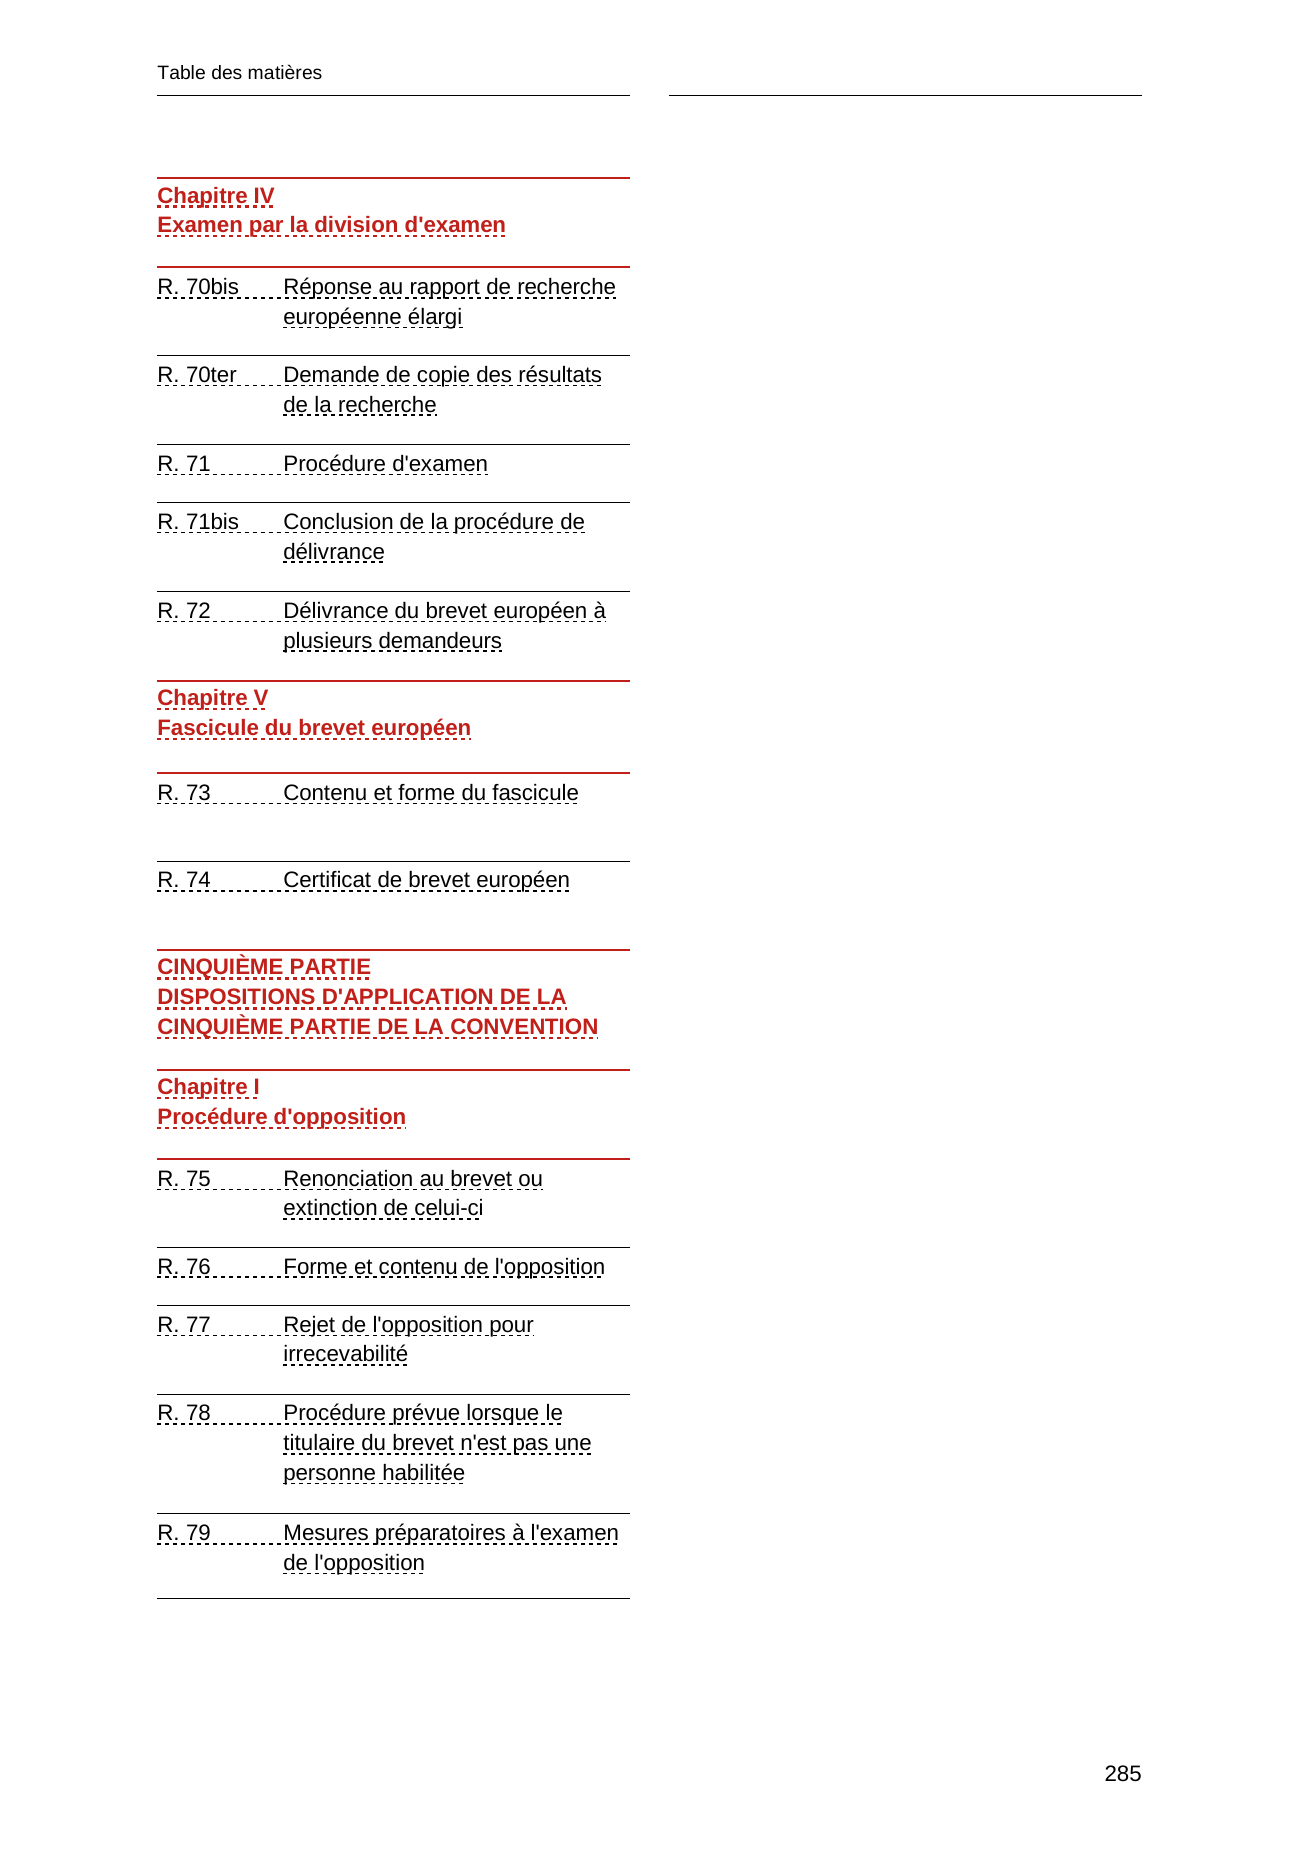 Table des matières
Chapitre IV
Examen par la division d'examen
R. 70bis Réponse au rapport de recherche
européenne élargi
R. 70ter Demande de copie des résultats
de la recherche
R. 71 Procédure d'examen
R. 71bis Conclusion de la procédure de
délivrance
R. 72 Délivrance du brevet européen à
plusieurs demandeurs
Chapitre V
Fascicule du brevet européen
R. 73 Contenu et forme du fascicule
R. 74 Certificat de brevet européen
CINQUIÈME PARTIE
DISPOSITIONS D'APPLICATION DE LA
CINQUIÈME PARTIE DE LA CONVENTION
Chapitre I
Procédure d'opposition
R. 75 Renonciation au brevet ou
extinction de celui-ci
R. 76 Forme et contenu de l'opposition
R. 77 Rejet de l'opposition pour
irrecevabilité
R. 78 Procédure prévue lorsque le
titulaire du brevet n'est pas une
personne habilitée
R. 79 Mesures préparatoires à l'examen
de l'opposition
285